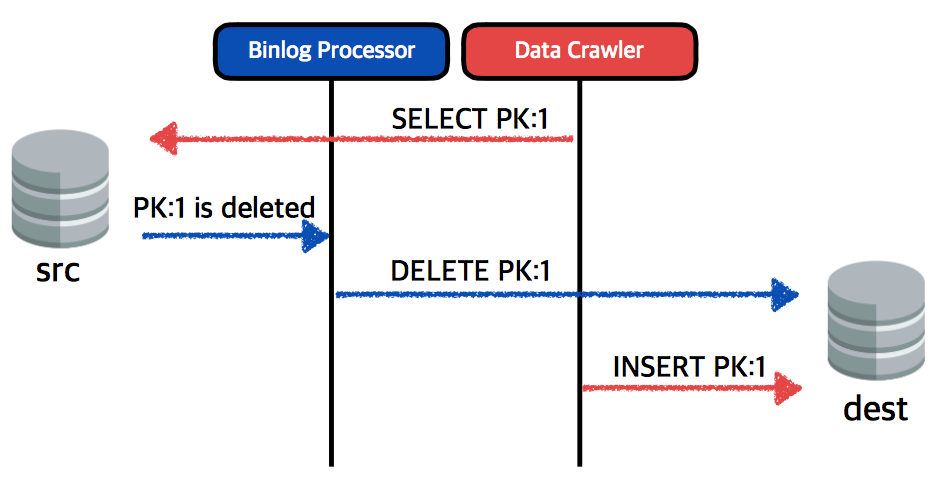 Binlog Processor
Data Crawler
SELECT PK:1
PK:1 is deleted
src
DELETE PK:1
INSERT PK:1
dest